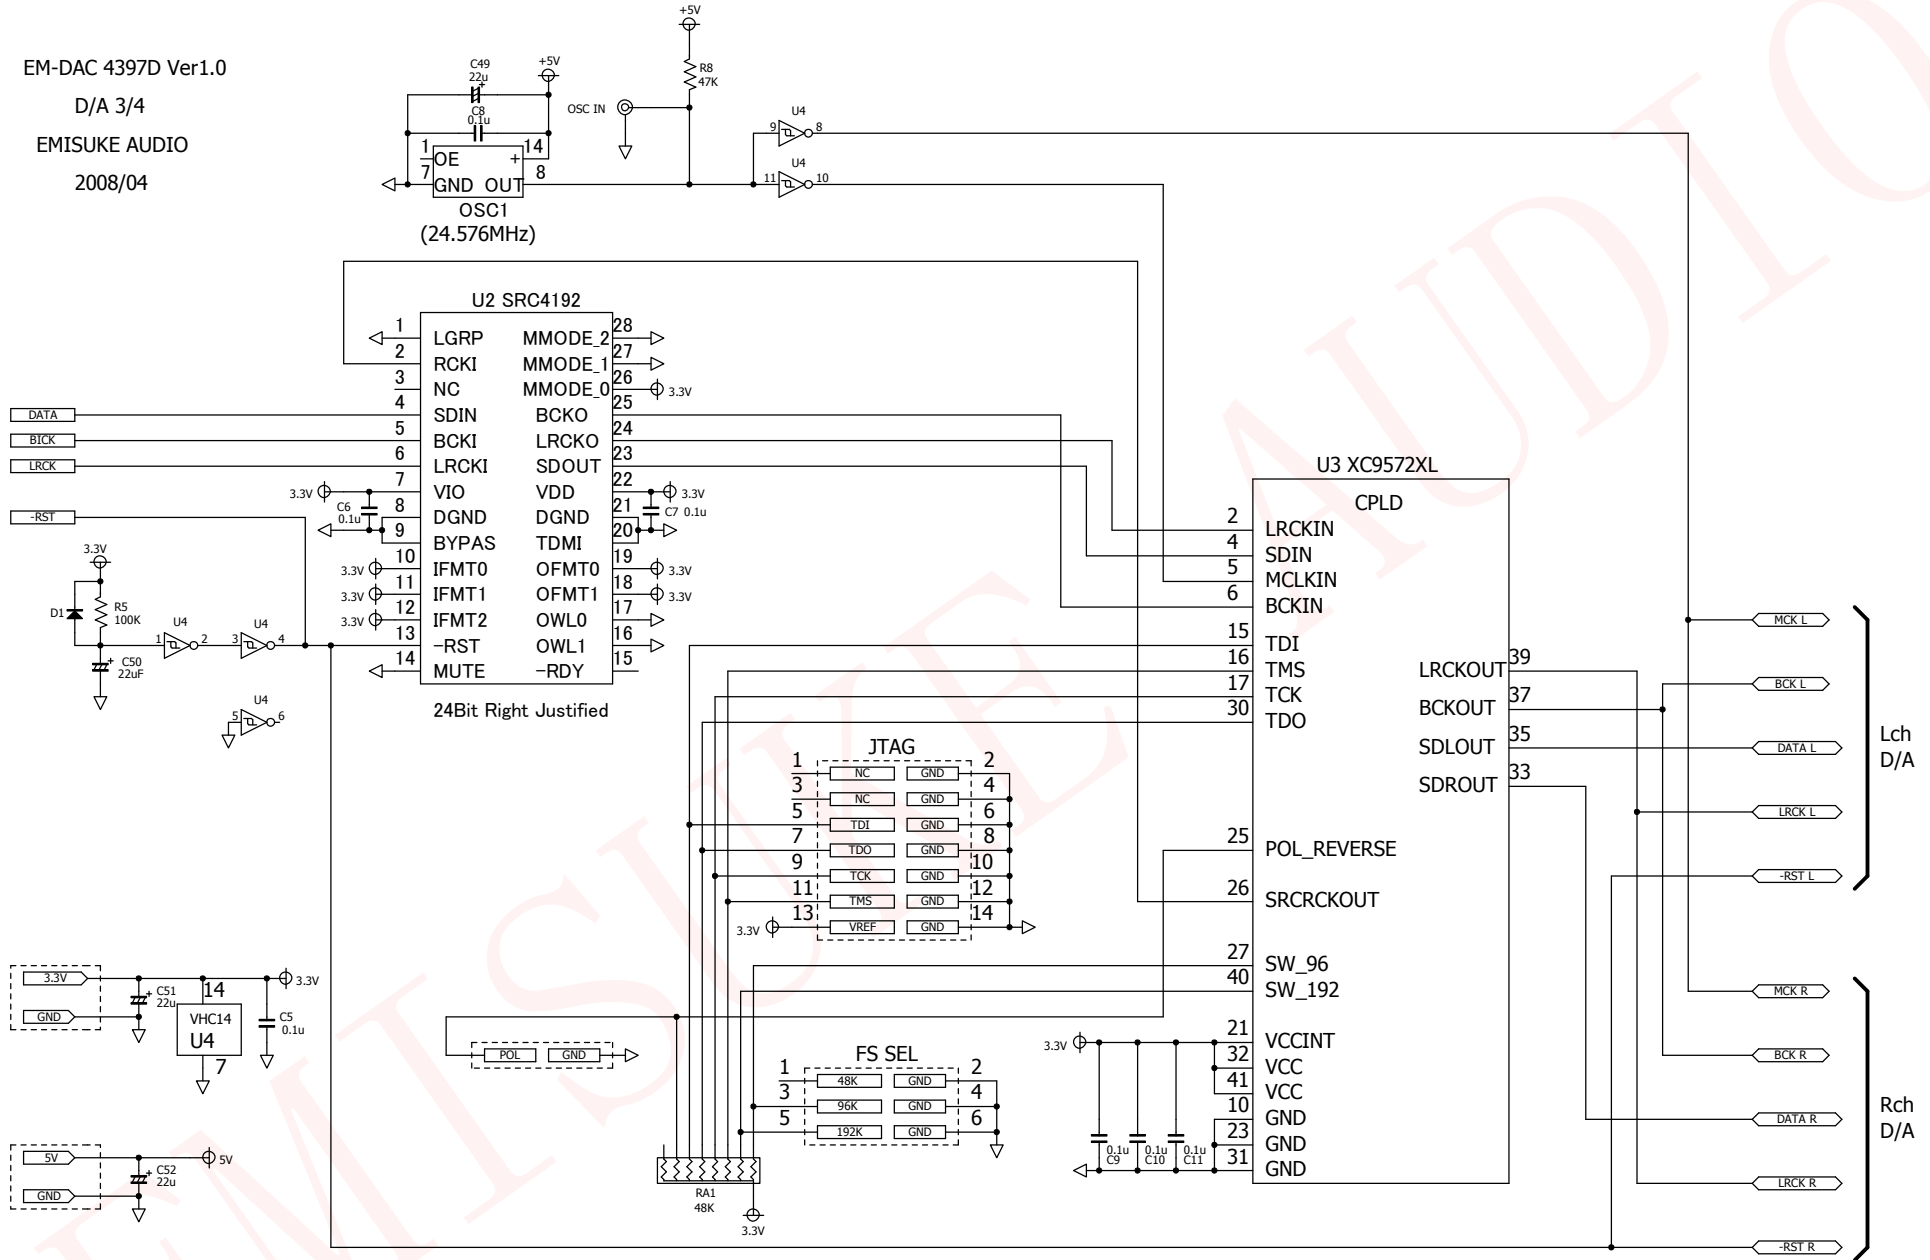 EM-DAC 4397D Ver1.0
D/A 3/4
EMISUKE AUDIO
2008/04
+5V
C49
22u
+
C8
0.1u
+5V
OSC IN
R8
47K
1
OE
+
14
7
GND
OUT
8
OSC1
(24.576MHz)
U4
9
8
U4
11
10
U2 SRC4192
1 LGRP MMODE_2 28
2 RCKI MMODE_1 27
3 NC MMODE_0 26 3.3V
4 SDIN BCKO 25
5 BCKI LRCKO 24
6 LRCKI SDOUT 23
3.3V 7 VIO VDD 22 3.3V
8 DGND DGND 21
9 BYPAS TDMI 20
3.3V 10 IFMT0 OFMT0 19 3.3V
3.3V 11 IFMT1 OFMT1 18 3.3V
3.3V 12 IFMT2 OWL0 17
13 -RST OWL1 16
14 MUTE -RDY 15
24Bit Right Justified
C6
0.1u
C7 0.1u
DATA
BICK
LRCK
-RST
3.3V
D1
R5
100K
+
C50
22uF
U4
1
2
U4
3
4
U4
5
6
U3 XC9572XL
CPLD
2 LRCKIN
4 SDIN
5 MCLKIN
6 BCKIN
15 TDI
16 TMS
17 TCK
30 TDO
LRCKOUT 39
BCKOUT 37
SDLOUT 35
SDROUT 33
25 POL_REVERSE
26 SRCRCKOUT
27 SW_96
40 SW_192
21 VCCINT
32 VCC
41 VCC
10 GND
23 GND
31 GND
3.3V
0.1u
C9
0.1u
C10
0.1u
C11
JTAG
1 NC GND 2
3 NC GND 4
5 TDI GND 6
7 TDO GND 8
9 TCK GND 10
11 TMS GND 12
3.3V 13 VREF GND 14
POL GND
FS SEL
1 48K GND 2
3 96K GND 4
5 192K GND 6
RA1
48K
3.3V
3.3V
GND
+
C51
22u
14
VHC14
U4
7
C5
0.1u
3.3V
5V
GND
+
C52
22u
5V
MCK L
BCK L
DATA L
LRCK L
-RST L
Lch
D/A
MCK R
BCK R
DATA R
LRCK R
-RST R
Rch
D/A
EMISUKE AUDIO